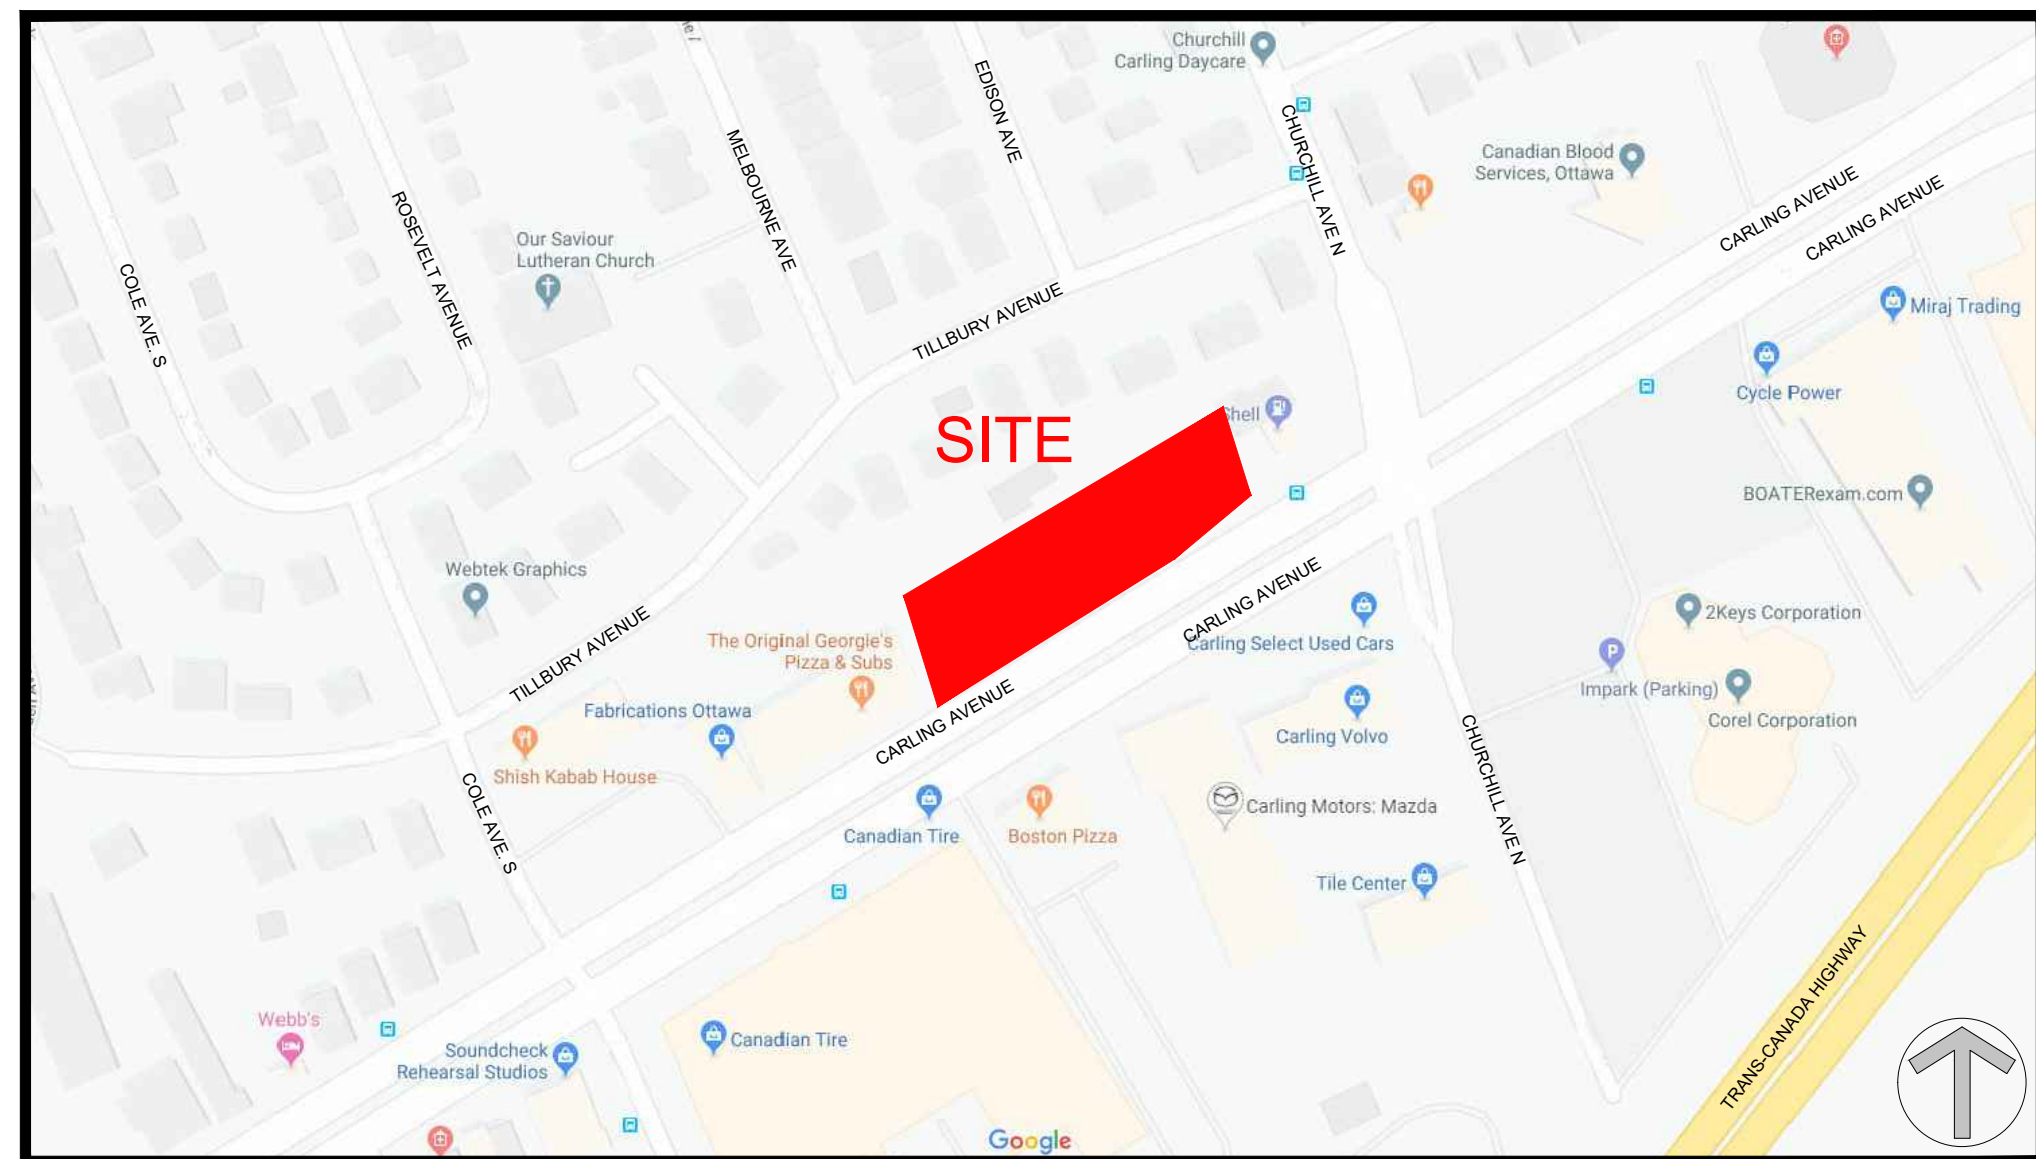 Churchill
Carling Daycare
EDISON AVE
CHURCHILL AVE N
MELBOURNE AVE
Canadian Blood
Services, Ottawa
CARLING AVENUE
CARLING AVENUE
ROSEVELT AVENUE
Our Saviour
Lutheran Church
COLE AVE. S
TILLBURY AVENUE
Miraj Trading
Cycle Power
SITE
Shell
BOATERexam.com
Webtek Graphics
TILLBURY AVENUE
The Original Georgie's
Pizza & Subs
CARLING AVENUE
Carling Select Used Cars
2Keys Corporation
P
Impark (Parking)
Corel Corporation
Fabrications Ottawa
CARLING AVENUE
Carling Volvo
CHURCHILL AVE N
Shish Kabab House
COLE AVE. S
Canadian Tire
Boston Pizza
Carling Motors: Mazda
Tile Center
TRANS-CANADA HIGHWAY
Webb's
Soundcheck
Rehearsal Studios
Canadian Tire
Google